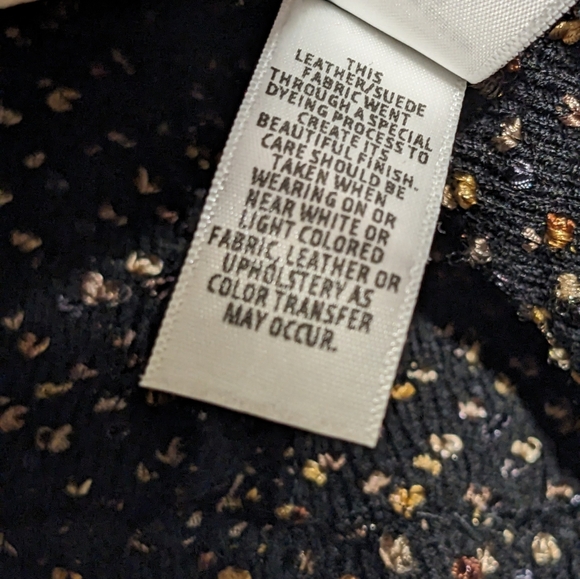 THIS
LEATHER/SUEDE
FABRIC WENT
THROUGH A SPECIAL
DYEING PROCESS TO
CREATE ITS
BEAUTIFUL FINISH.
CARE SHOULD BE
TAKEN WHEN
WEARING ON OR
NEAR WHITE OR
LIGHT COLORED
FABRIC, LEATHER OR
UPHOLSTERY AS
COLOR TRANSFER
MAY OCCUR.